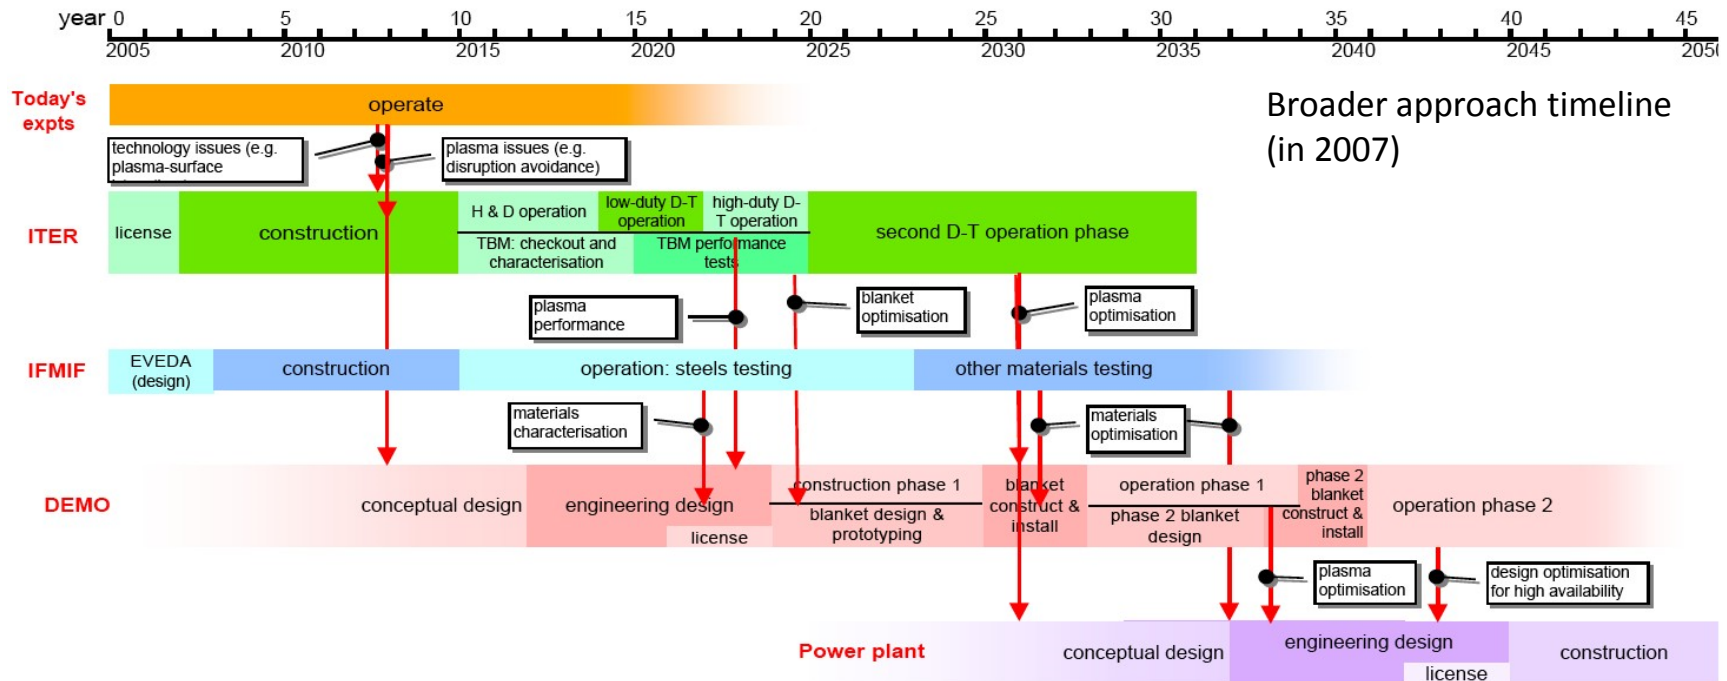 year 0 5 10 15 20 25 30 35 40 45
2005 2010 2015 2020 2025 2030 2035 2040 2045
Broader approach timeline
(in 2007)
Today's
expts
operate
technology issues (e.g.
plasma-surface
plasma issues (e.g.
disruption avoidance)
ITER
license
construction
H & D operation
low-duty D-T
operation
high-duty D-
T operation
TBM: checkout and
characterisation
TBM performance
tests
second D-T operation phase
plasma
performance
blanket
optimisation
plasma
optimisation
IFMIF
EVEDA
(design)
construction
operation: steels testing
other materials testing
materials
characterisation
materials
optimisation
DEMO
conceptual design
engineering design
license
construction phase 1
blanket design &
prototyping
blanket
construct &
install
operation phase 1
phase 2 blanket
design
phase 2
blanket
construct &
install
operation phase 2
plasma
optimisation
design optimisation
for high availability
Power plant
conceptual design
engineering design
license
construction